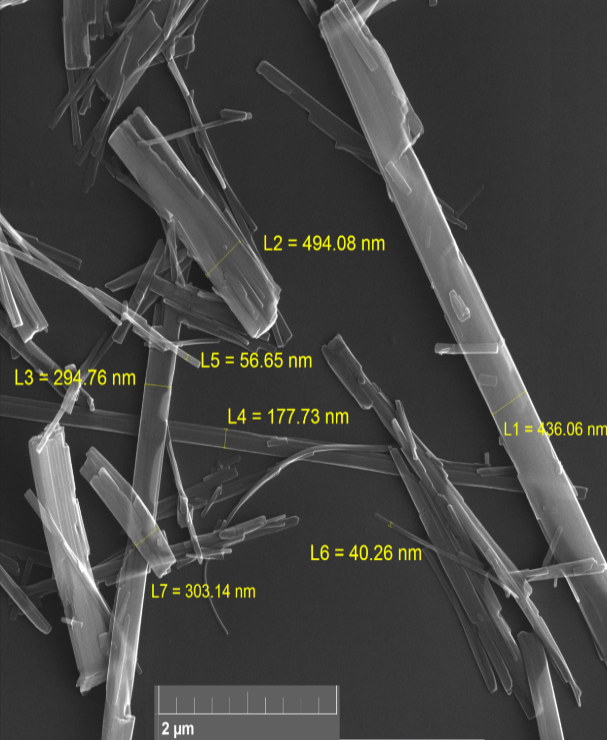 L2 = 494.08 nm
L5 = 56.65 nm
L3 = 294.76 nm
L4 = 177.73 nm
L1 = 436.06 nm
L6 = 40.26 nm
L7 = 303.14 nm
2 µm